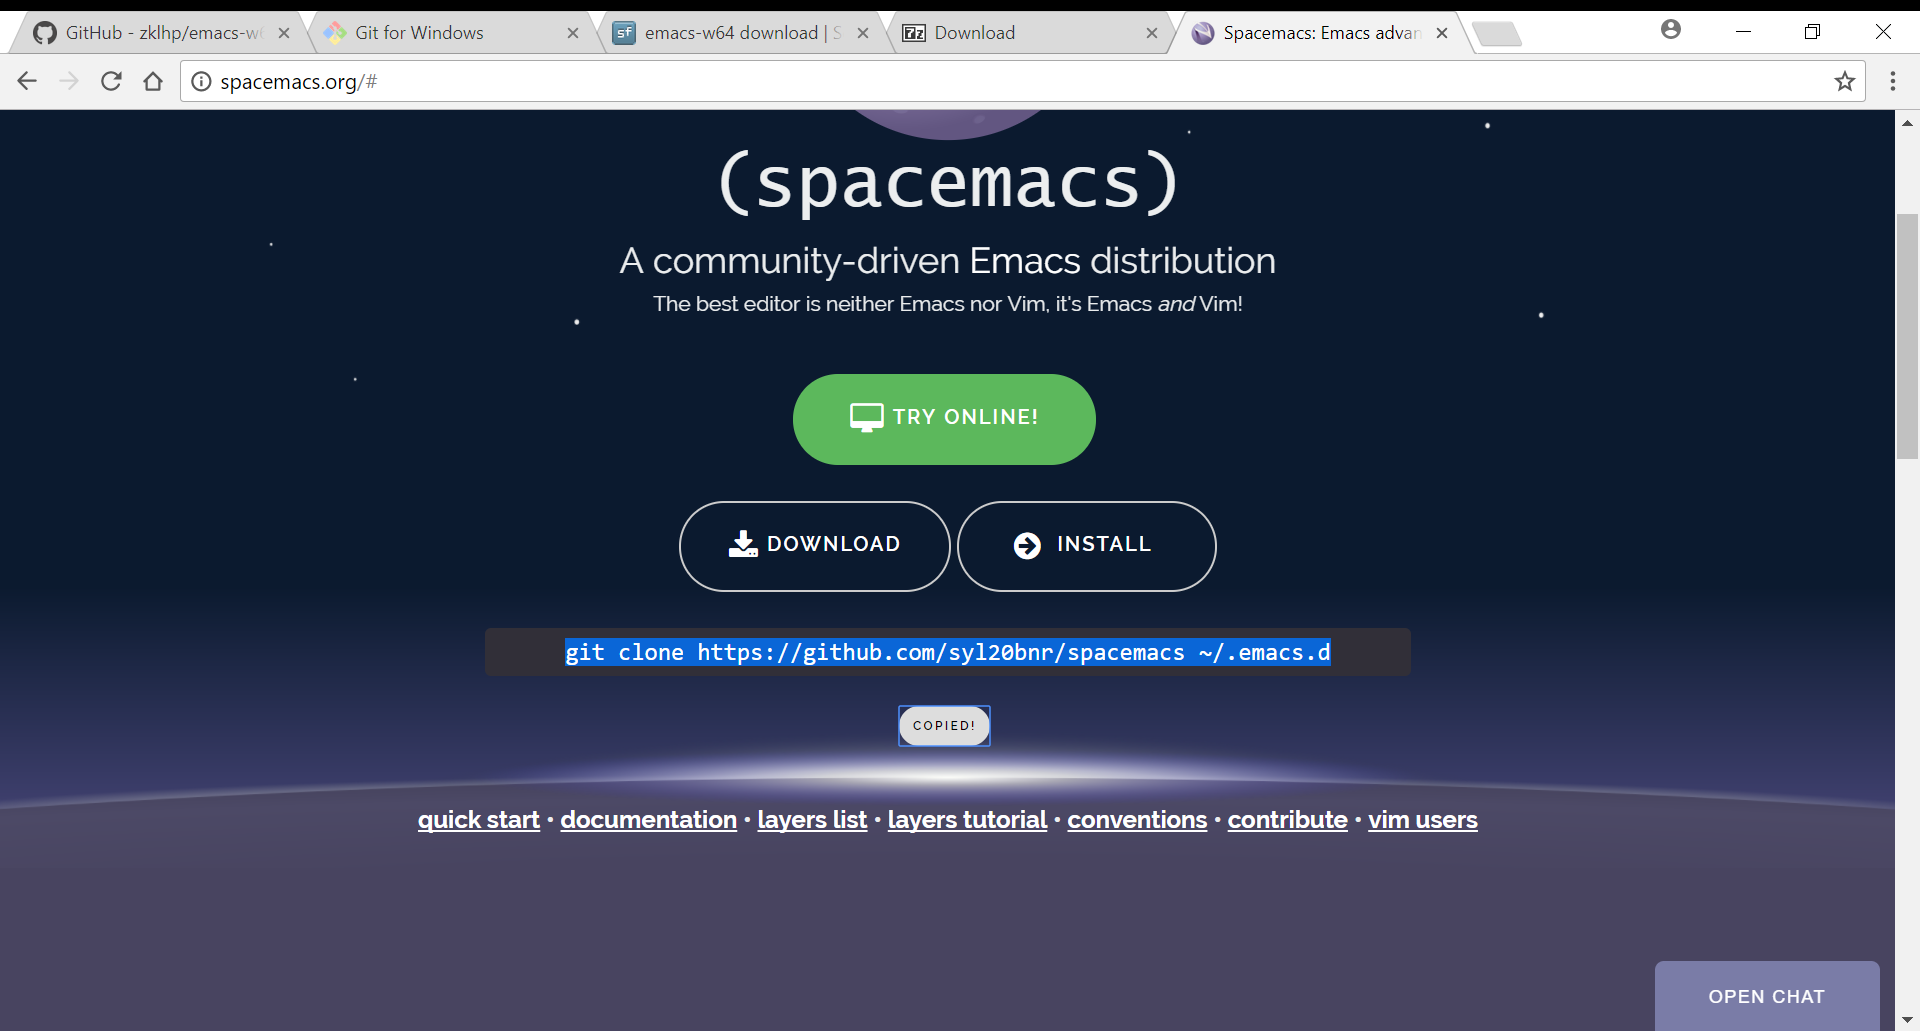 GitHub - zklhp/emacs-w
Git for Windows
sf
emacs-w64 download | S
7z
Download
Spacemacs: Emacs advan
spacemacs.org/#
(spacemacs)
A community-driven Emacs distribution
The best editor is neither Emacs nor Vim, it's Emacs and Vim!
TRY ONLINE!
DOWNLOAD
INSTALL
git clone https://github.com/syl20bnr/spacemacs ~/.emacs.d
COPIED!
quick start • documentation • layers list • layers tutorial • conventions • contribute • vim users
OPEN CHAT